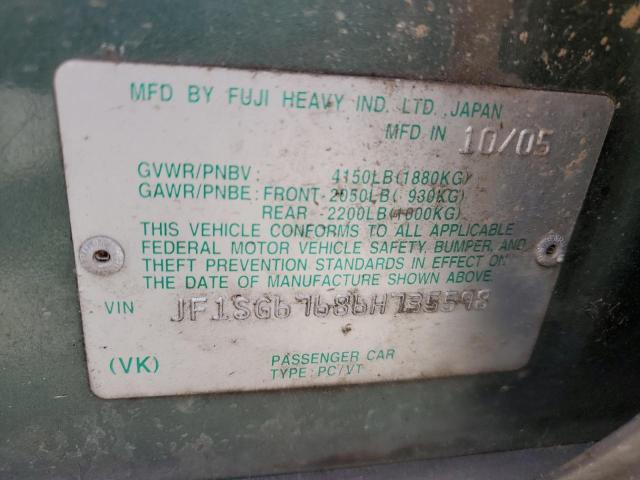 MFD BY FUJI HEAVY IND. LTD., JAPAN
MFD IN 10/05
GVWR/PNBV: 4150LB(1880KG)
GAWR/PNBE: FRONT-2050LB( 930KG)
REAR -2200LB(1000KG)
THIS VEHICLE CONFORMS TO ALL APPLICABLE
FEDERAL MOTOR VEHICLE SAFETY, BUMPER, AND
THEFT PREVENTION STANDARDS IN EFFECT ON
THE DATE OF MANUFACTURE SHOWN ABOVE.
VIN JF1SG67686H735598
(VK) PASSENGER CAR
TYPE: PC/VT